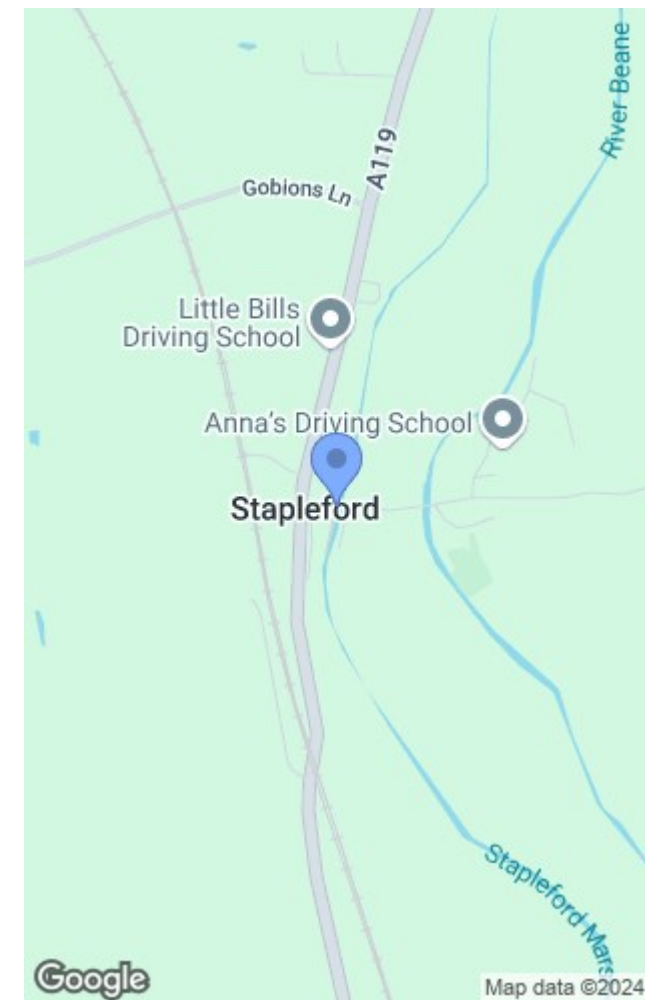 River Beane
A119
Gobions Ln
Little Bills
Driving School
Anna's Driving School
Stapleford
Stapleford Mars
Google
Map data ©2024